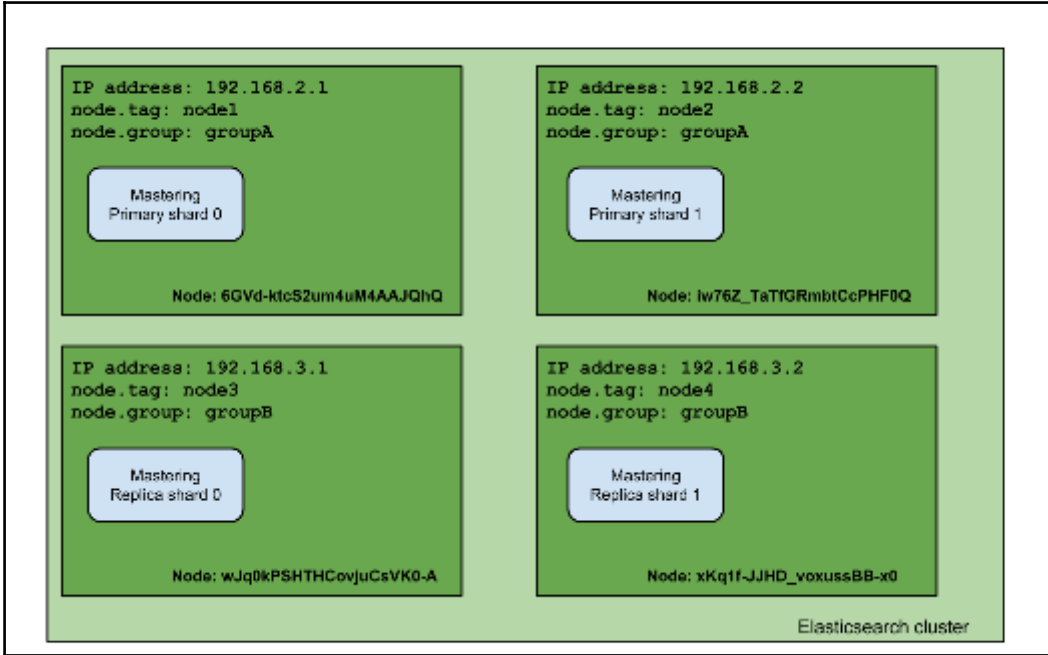 IP address: 192.168.2.1
node.tag: node1
node.group: groupA
Mastering
Primary shard 0
Node: 6GVd-ktcS2um4uM4AAJQhQ
IP address: 192.168.2.2
node.tag: node2
node.group: groupA
Mastering
Primary shard 1
Node: iw76Z_TaTfGRmbtCcPHF0Q
IP address: 192.168.3.1
node.tag: node3
node.group: groupB
Mastering
Replica shard 0
Node: wJq0kPSHTHCovjuCsVK0-A
IP address: 192.168.3.2
node.tag: node4
node.group: groupB
Mastering
Replica shard 1
Node: xKq1f-JJHD_voxussBB-x0
Elasticsearch cluster